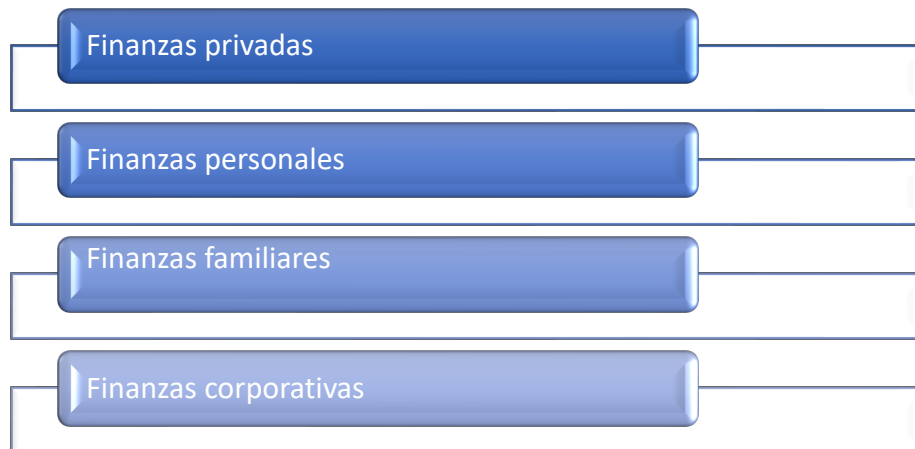 Finanzas privadas
Finanzas personales
Finanzas familiares
Finanzas corporativas